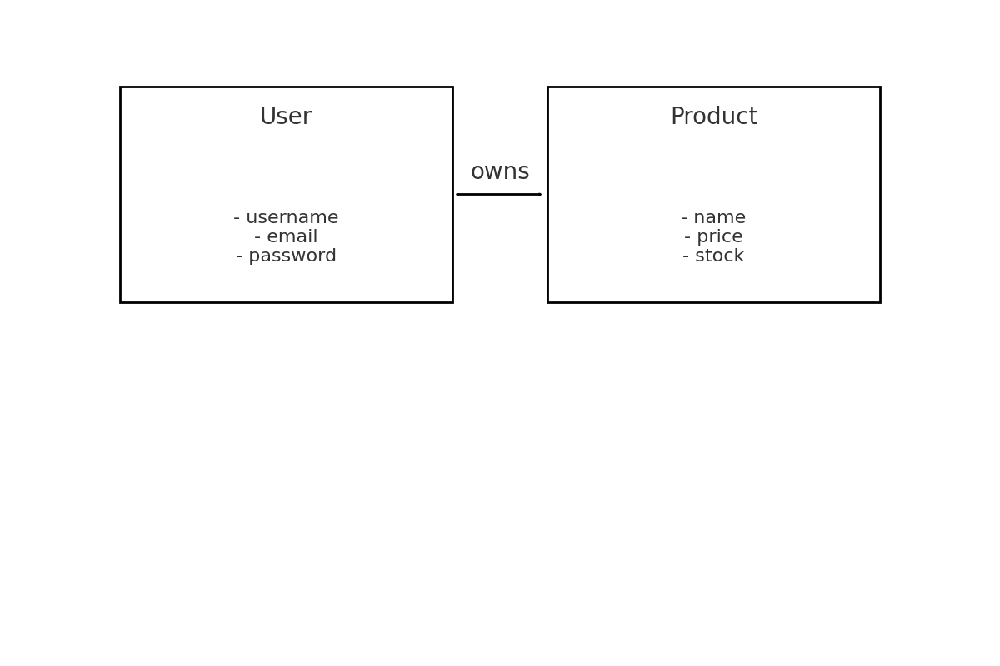 User
- username
- email
- password
owns
Product
- name
- price
- stock